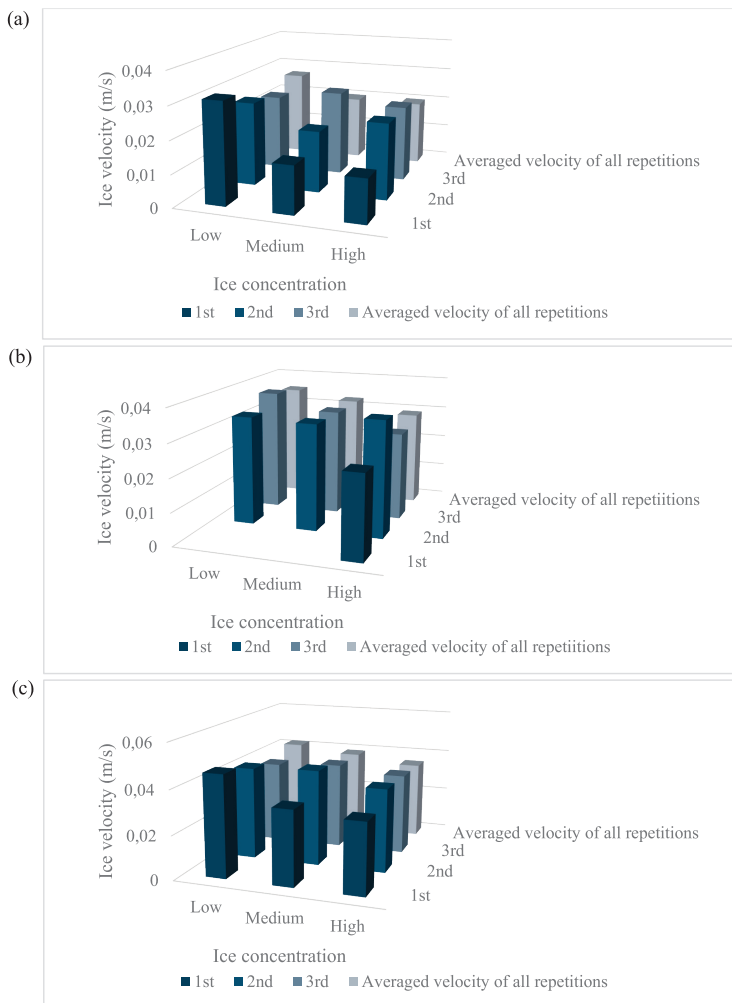 (a)
Ice velocity (m/s)
0,04
0,03
0,02
0,01
0
Low
Medium
High
Averaged velocity of all repetitions
3rd
2nd
1st
Ice concentration
1st 2nd 3rd Averaged velocity of all repetitions
(b)
Ice velocity (m/s)
0,04
0,03
0,02
0,01
0
Low
Medium
High
Averaged velocity of all repetiitions
3rd
2nd
1st
Ice concentration
1st 2nd 3rd Averaged velocity of all repetiitions
(c)
Ice velocity (m/s)
0,06
0,04
0,02
0
Low
Medium
High
Averaged velocity of all repetitions
3rd
2nd
1st
Ice concentration
1st 2nd 3rd Averaged velocity of all repetitions